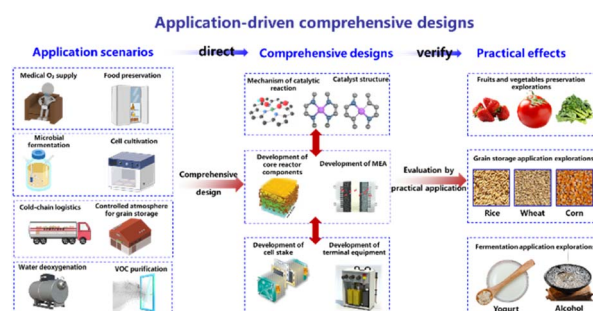 Application-driven comprehensive designs
Application scenarios
direct
Comprehensive designs
verify
Practical effects
Medical O₂ supply
Food preservation
Microbial
fermentation
Cell cultivation
Cold-chain logistics
Controlled atmosphere
for grain storage
Water deoxygenation
VOC purification
Comprehensive
design
Mechanism of catalytic
reaction
Catalyst structure
Development of
core reactor
components
Development of MEA
Development of
cell stake
Development of
terminal equipment
Evaluation by
practical application
Fruits and vegetables preservation
explorations
Grain storage application explorations
Rice
Wheat
Corn
Fermentation application explorations
Yogurt
Alcohol